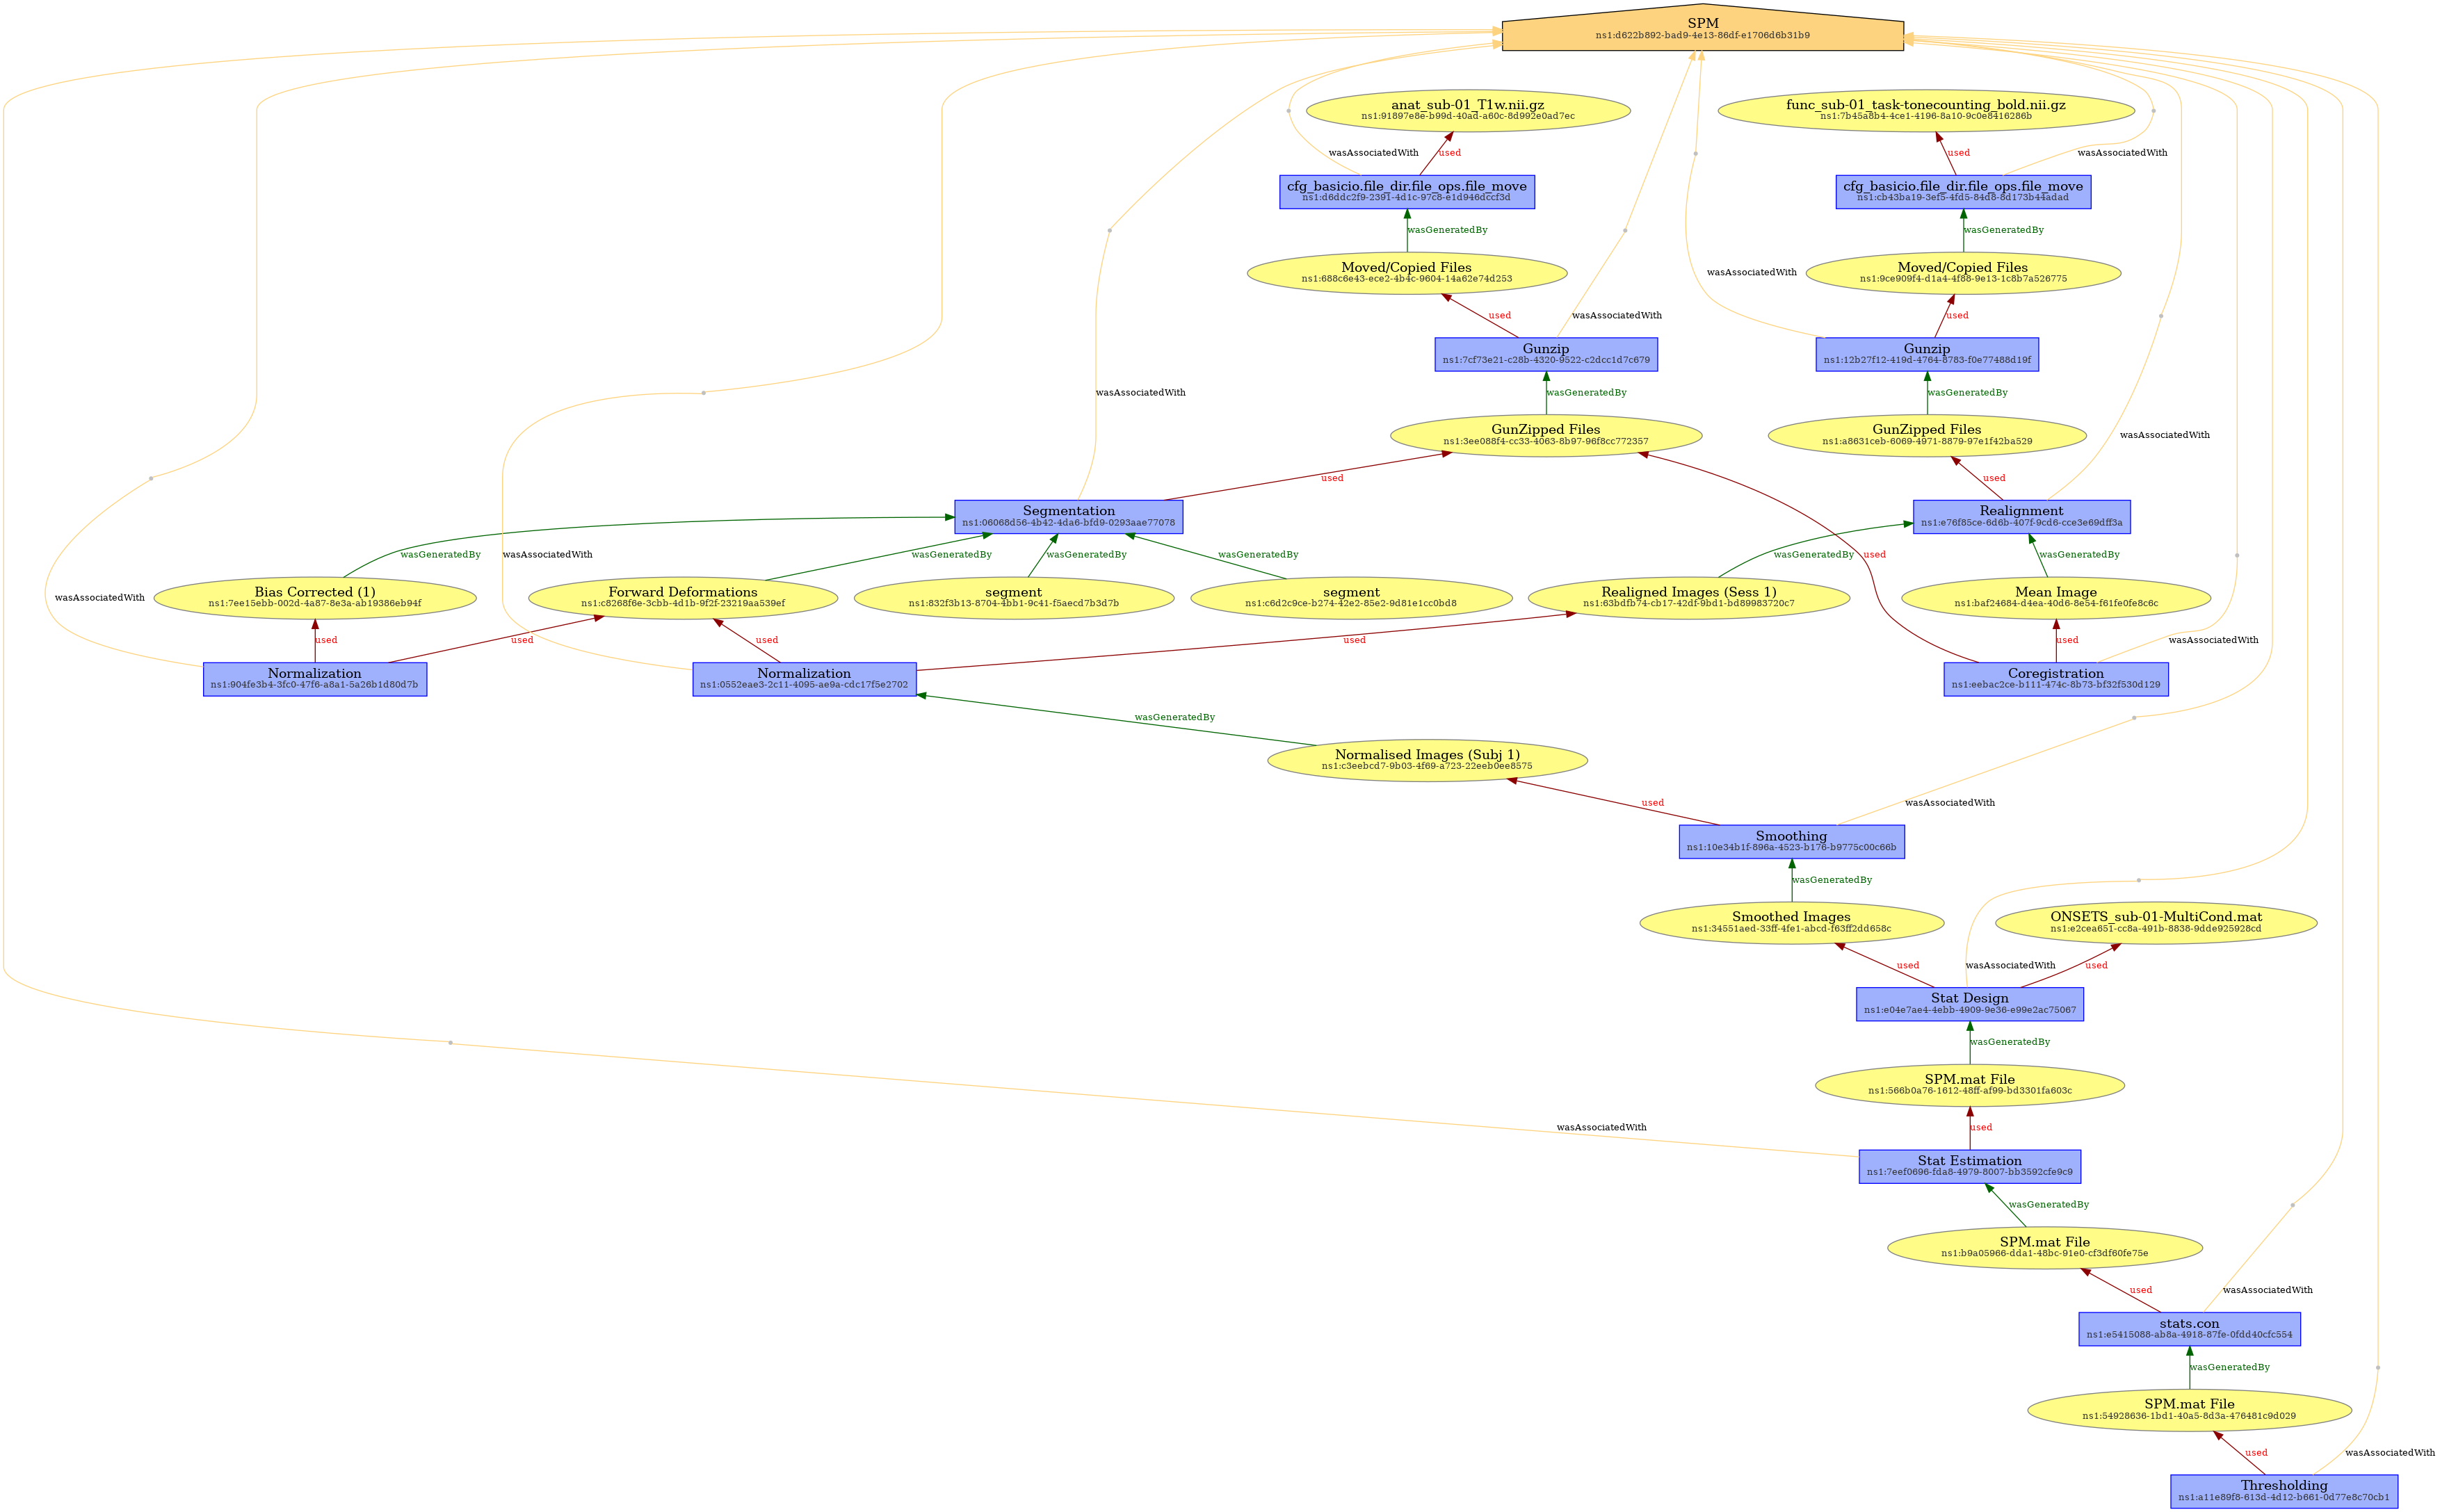 SPM
ns1:d622b892-bad9-4e13-86df-e1706d6b31b9
anat_sub-01_T1w.nii.gz
ns1:91897e8e-b99d-40ad-a60c-8d992e0ad7ec
func_sub-01_task-tonecounting_bold.nii.gz
ns1:7b45a8b4-4ce1-4196-8a10-9c0e8416286b
wasAssociatedWith
used
used
wasAssociatedWith
cfg_basicio.file_dir.file_ops.file_move
ns1:d6ddc2f9-2391-4d1c-97c8-e1d946dccf3d
cfg_basicio.file_dir.file_ops.file_move
ns1:cb43ba19-3ef5-4fd5-84d8-8d173b44adad
wasGeneratedBy
wasGeneratedBy
Moved/Copied Files
ns1:688c6e43-ece2-4b4c-9604-14a62e74d253
Moved/Copied Files
ns1:9ce909f4-d1a4-4f88-9e13-1c8b7a526775
wasAssociatedWith
used
wasAssociatedWith
used
Gunzip
ns1:7cf73e21-c28b-4320-9522-c2dcc1d7c679
Gunzip
ns1:12b27f12-419d-4764-8783-f0e77488d19f
wasAssociatedWith
wasGeneratedBy
wasGeneratedBy
GunZipped Files
ns1:3ee088f4-cc33-4063-8b97-96f8cc772357
GunZipped Files
ns1:a8631ceb-6069-4971-8879-97e1f42ba529
wasAssociatedWith
used
used
Segmentation
ns1:06068d56-4b42-4da6-bfd9-0293aae77078
Realignment
ns1:e76f85ce-6d6b-407f-9cd6-cce3e69dff3a
wasGeneratedBy
wasAssociatedWith
wasGeneratedBy
wasGeneratedBy
wasGeneratedBy
wasGeneratedBy
used
wasGeneratedBy
Bias Corrected (1)
ns1:7ee15ebb-002d-4a87-8e3a-ab19386eb94f
Forward Deformations
ns1:c8268f6e-3cbb-4d1b-9f2f-23219aa539ef
segment
ns1:832f3b13-8704-4bb1-9c41-f5aecd7b3d7b
segment
ns1:c6d2c9ce-b274-42e2-85e2-9d81e1cc0bd8
Realigned Images (Sess 1)
ns1:63bdfb74-cb17-42df-9bd1-bd89983720c7
Mean Image
ns1:baf24684-d4ea-40d6-8e54-f61fe0fe8c6c
wasAssociatedWith
used
used
used
used
used
wasAssociatedWith
Normalization
ns1:904fe3b4-3fc0-47f6-a8a1-5a26b1d80d7b
Normalization
ns1:0552eae3-2c11-4095-ae9a-cdc17f5e2702
Coregistration
ns1:eebac2ce-b111-474c-8b73-bf32f530d129
wasGeneratedBy
Normalised Images (Subj 1)
ns1:c3eebcd7-9b03-4f69-a723-22eeb0ee8575
used
wasAssociatedWith
Smoothing
ns1:10e34b1f-896a-4523-b176-b9775c00c66b
wasGeneratedBy
Smoothed Images
ns1:34551aed-33ff-4fe1-abcd-f63ff2dd658c
ONSETS_sub-01-MultiCond.mat
ns1:e2cea651-cc8a-491b-8838-9dde925928cd
used
wasAssociatedWith
used
Stat Design
ns1:e04e7ae4-4ebb-4909-9e36-e99e2ac75067
wasGeneratedBy
SPM.mat File
ns1:566b0a76-1612-48ff-af99-bd3301fa603c
wasAssociatedWith
used
Stat Estimation
ns1:7eef0696-fda8-4979-8007-bb3592cfe9c9
wasGeneratedBy
SPM.mat File
ns1:b9a05966-dda1-48bc-91e0-cf3df60fe75e
used
wasAssociatedWith
stats.con
ns1:e5415088-ab8a-4918-87fe-0fdd40cfc554
wasGeneratedBy
SPM.mat File
ns1:54928636-1bd1-40a5-8d3a-476481c9d029
used
wasAssociatedWith
Thresholding
ns1:a11e89f8-613d-4d12-b661-0d77e8c70cb1